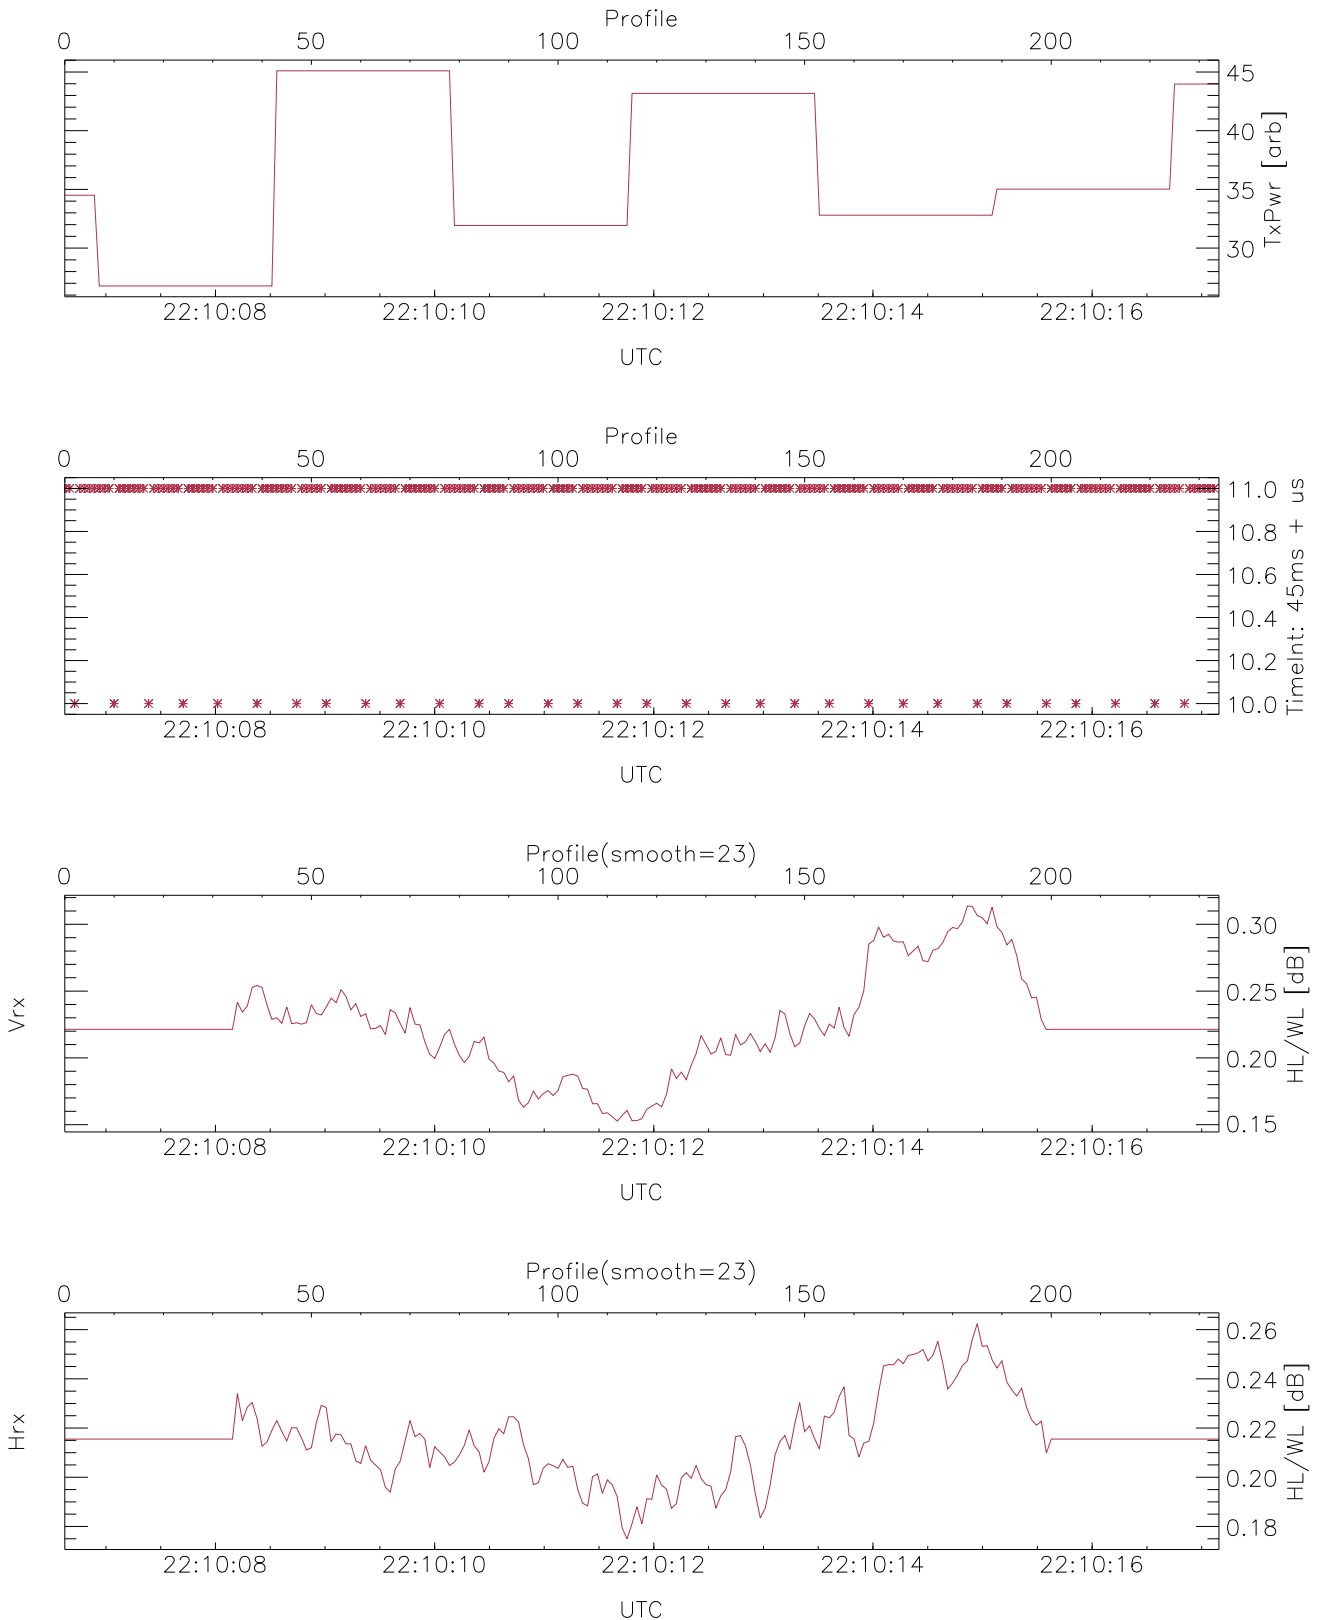 Profile
0 50 100 150 200
45
40
35
30
TxPwr [arb]
22:10:08 22:10:10 22:10:12 22:10:14 22:10:16
UTC
Profile
0 50 100 150 200
11.0
10.8
10.6
10.4
10.2
10.0
TimeInt: 45ms + us
22:10:08 22:10:10 22:10:12 22:10:14 22:10:16
UTC
Profile(smooth=23)
0 50 100 150 200
Vrx
0.30
0.25
0.20
0.15
HL/WL [dB]
22:10:08 22:10:10 22:10:12 22:10:14 22:10:16
UTC
Profile(smooth=23)
0 50 100 150 200
Hrx
0.26
0.24
0.22
0.20
0.18
HL/WL [dB]
22:10:08 22:10:10 22:10:12 22:10:14 22:10:16
UTC